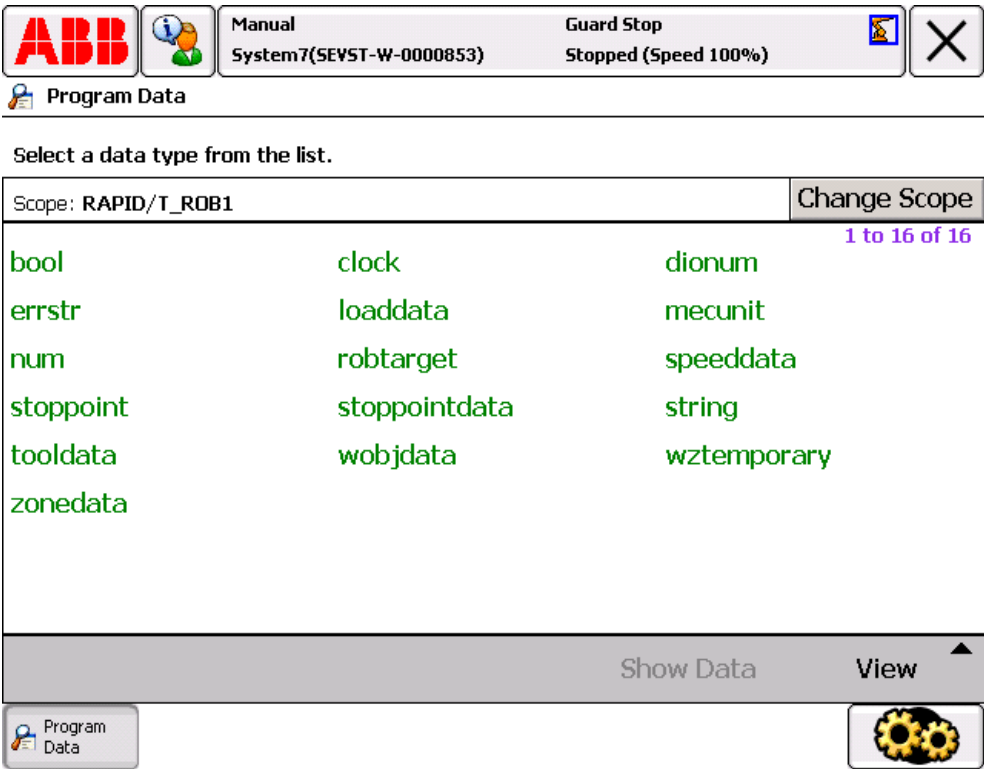 ABB
Manual Guard Stop
System7(SEVST-W-0000853) Stopped (Speed 100%)
Program Data
Select a data type from the list.
Scope: RAPID/T_ROB1 Change Scope
1 to 16 of 16
bool clock dionum
errstr loaddata mecunit
num robtarget speeddata
stoppoint stoppointdata string
tooldata wobjdata wztemporary
zonedata
Show Data View
Program
Data